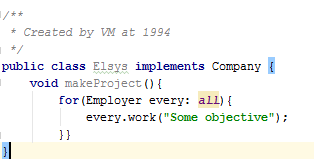 /**
 * Created by VM at 1994
 */
public class Elsys implements Company {
    void makeProject(){
        for(Employer every: all){
            every.work("Some objective");
        }}
}